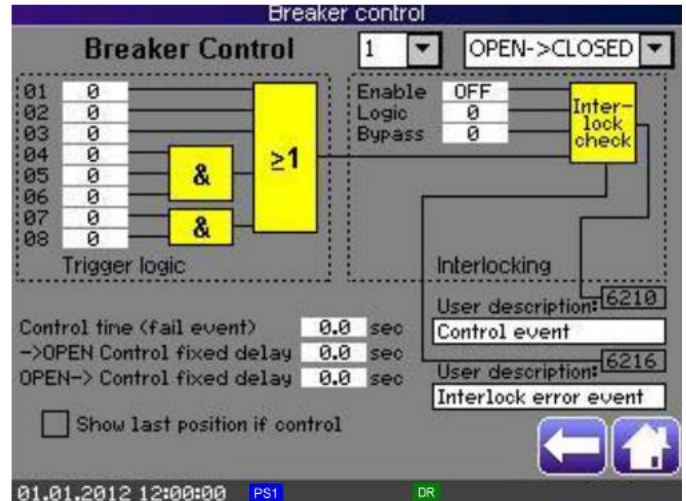 Breaker control
Breaker Control 1 OPEN->CLOSED
01 0 Enable OFF
02 0 Logic 0
03 0 Bypass 0
Inter-
lock
check
04 0
05 0
06 0
&
≥1
07 0
08 0
&
Trigger logic
Interlocking
User description: 6210
Control event
Control tine (fail event) 0.0 sec
->OPEN Control fixed delay 0.0 sec
OPEN-> Control fixed delay 0.0 sec
User description: 6216
Interlock error event
Show last position if control
01.01.2012 12:00:00 PS1 DR